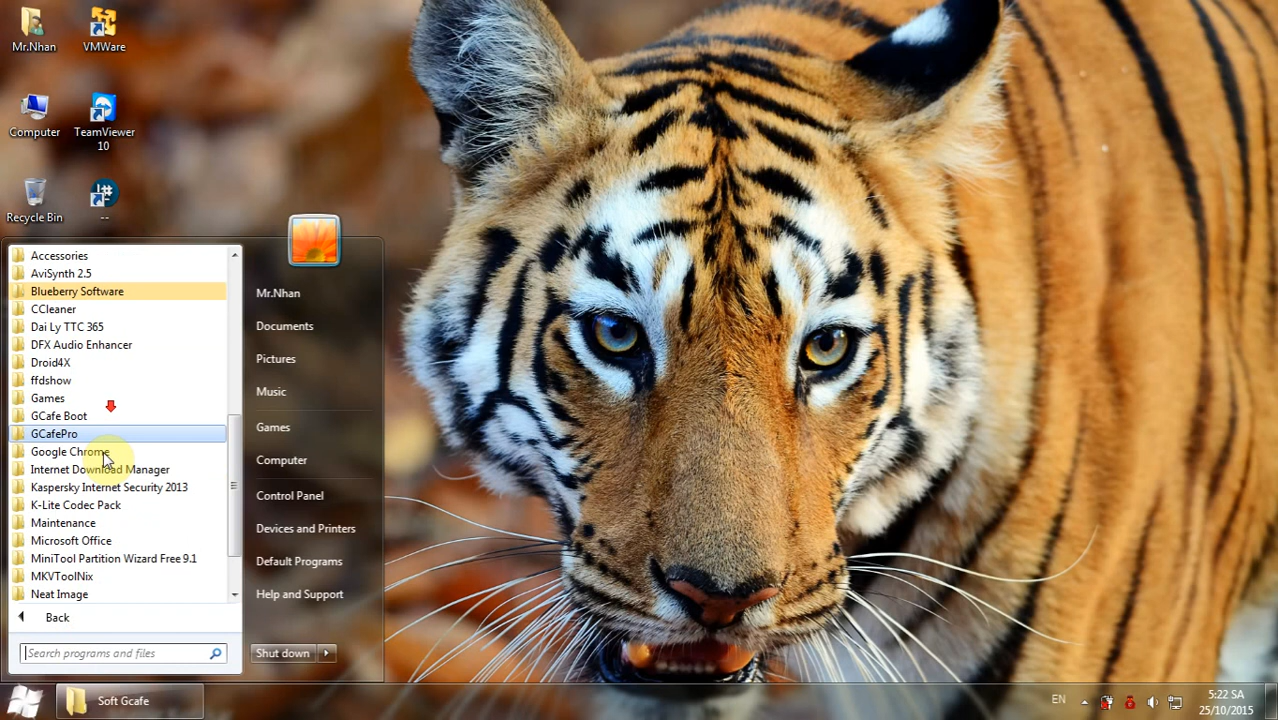 Mr.Nhan
VMWare
Computer
TeamViewer
10
Recycle Bin
--
Accessories
AviSynth 2.5
Blueberry Software
CCleaner
Dai Ly TTC 365
DFX Audio Enhancer
Droid4X
ffdshow
Games
GCafe Boot
GCafePro
Google Chrome
Internet Download Manager
Kaspersky Internet Security 2013
K-Lite Codec Pack
Maintenance
Microsoft Office
MiniTool Partition Wizard Free 9.1
MKVToolNix
Neat Image
Back
Search programs and files
Mr.Nhan
Documents
Pictures
Music
Games
Computer
Control Panel
Devices and Printers
Default Programs
Help and Support
Shut down
Soft Gcafe
EN
5:22 SA
25/10/2015